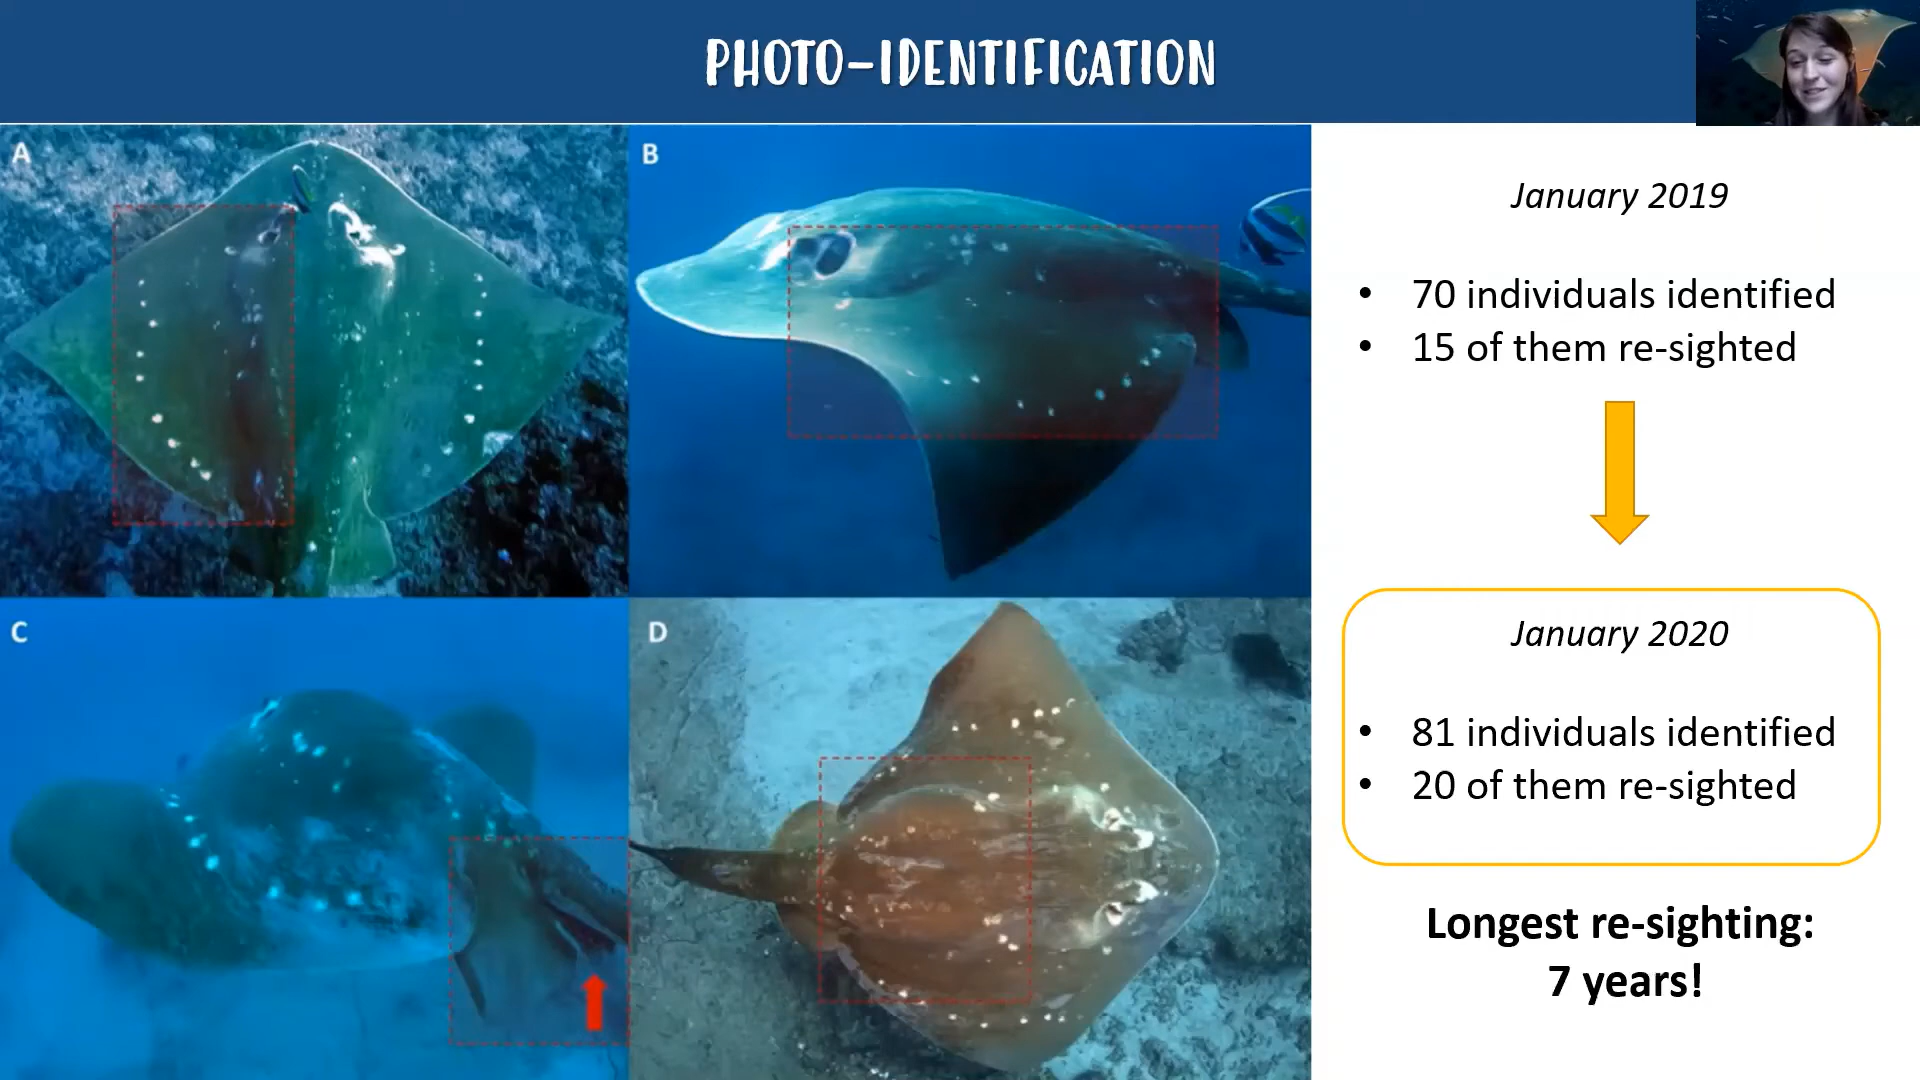 PHOTO-IDENTIFICATION
A
B
C
D
January 2019
• 70 individuals identified
• 15 of them re-sighted
January 2020
• 81 individuals identified
• 20 of them re-sighted
Longest re-sighting:
7 years!